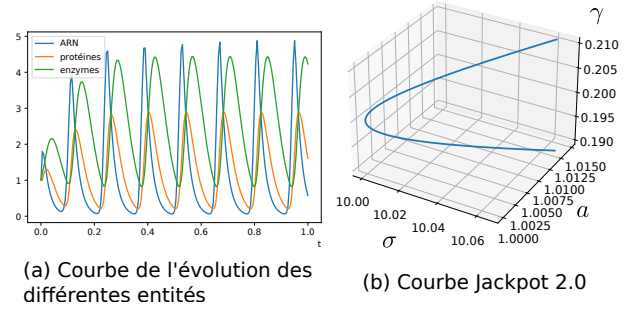 5
4
3
2
1
0
ARN
protéines
enzymes
0.0 0.2 0.4 0.6 0.8 1.0
t
(a) Courbe de l'évolution des
différentes entités
γ
0.210
0.205
0.200
0.195
0.190
1.0150
1.0125
1.0100
1.0075
1.0050
1.0025
1.0000
a
10.00 10.02 10.04 10.06
σ
(b) Courbe Jackpot 2.0